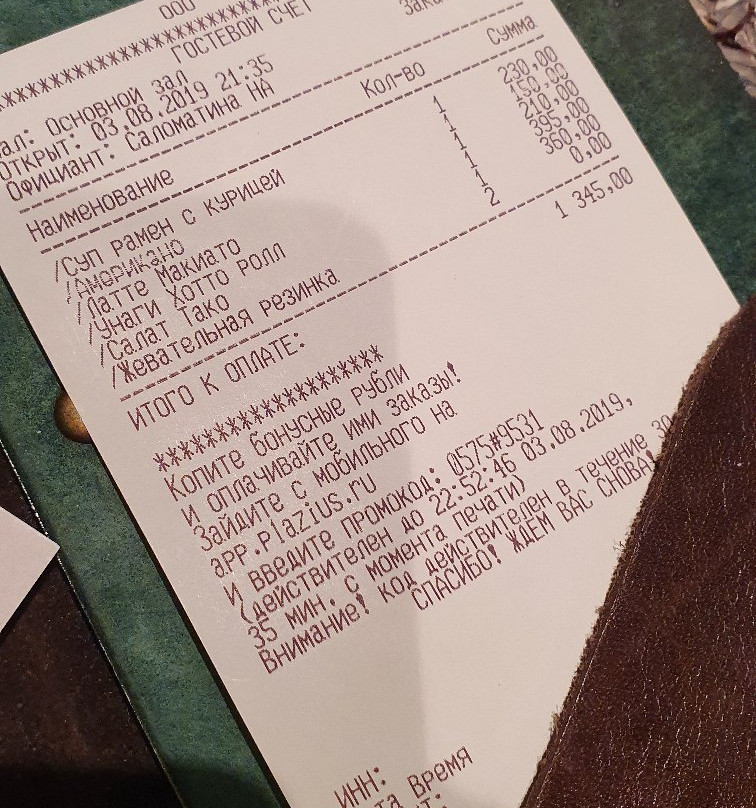 ООО
Зака
************************
ГОСТЕВОЙ СЧЕТ
ал: Основной зал
Открыт: 03.08.2019 21:35
Официант: Саломатина НА
Наименование Кол-во Сумма
/Суп рамен с курицей 1 230,00
/Американо 1 150,00
/Латте Макиато 1 210,00
/Унаги Хотто ролл 1 395,00
/Салат Тако 1 360,00
/Жевательная резинка 2 0,00
ИТОГО К ОПЛАТЕ: 1 345,00
********************
Копите бонусные рубли
и оплачивайте ими заказы!
Зайдите с мобильного на
app.plazius.ru
и введите промокод: 0575#9531
(действителен до 22:52:46 03.08.2019,
35 мин. с момента печати)
Внимание! Код действителен в течение 30
СПАСИБО! ЖДЕМ ВАС СНОВА!
ИНН:
та Время
т: